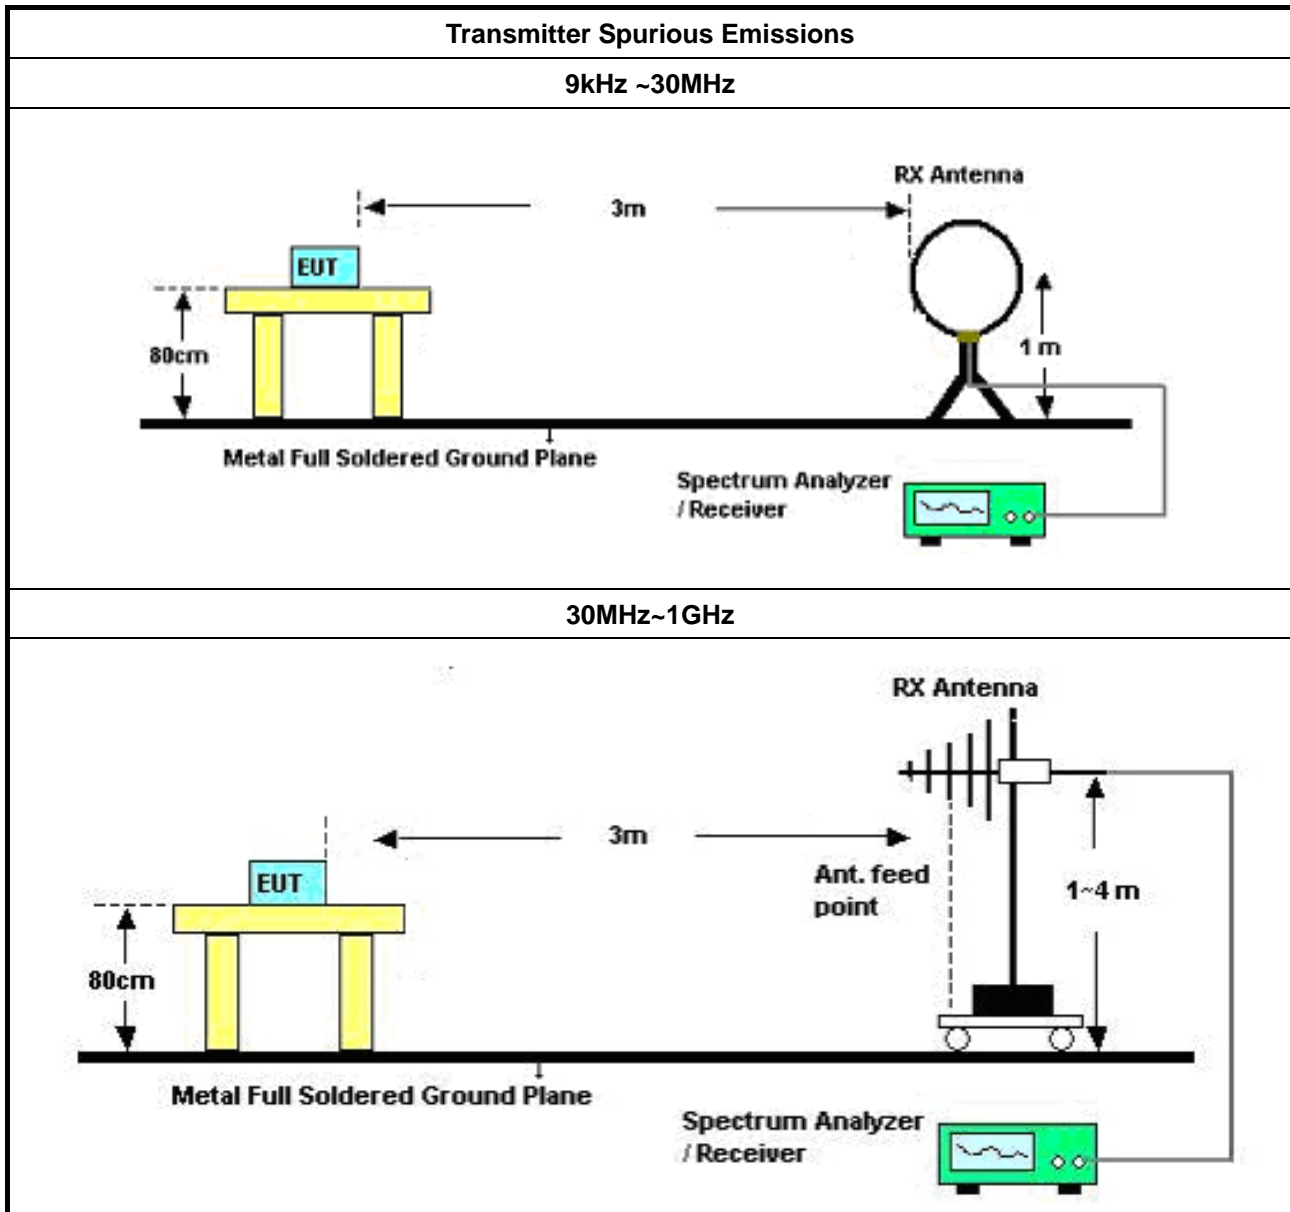 Transmitter Spurious Emissions
9kHz ~30MHz
RX Antenna
3m
EUT
80cm
1 m
Metal Full Soldered Ground Plane
Spectrum Analyzer
/ Receiver
30MHz~1GHz
RX Antenna
3m
Ant. feed
point
1~4 m
EUT
80cm
Metal Full Soldered Ground Plane
Spectrum Analyzer
/ Receiver